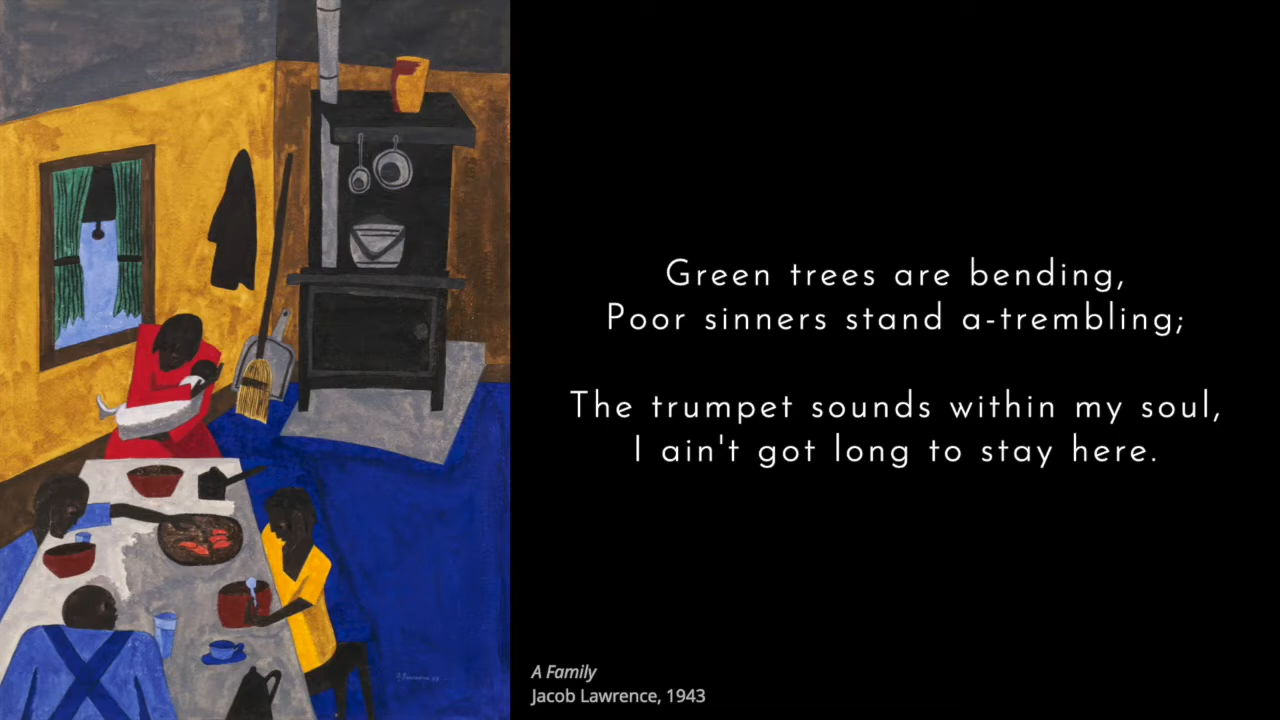 Green trees are bending,
Poor sinners stand a-trembling;
The trumpet sounds within my soul,
I ain't got long to stay here.
A Family
Jacob Lawrence, 1943